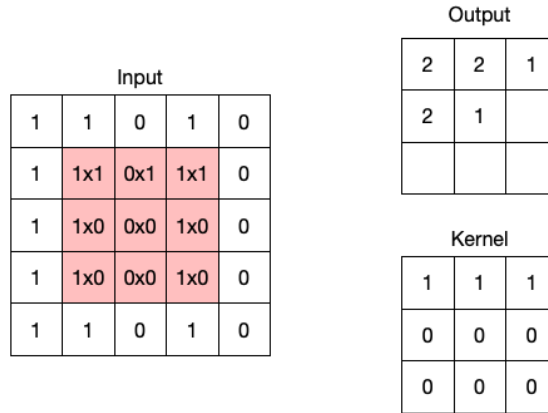 Output
2 2 1
2 1
Input
1 1 0 1 0
1 1x1 0x1 1x1 0
1 1x0 0x0 1x0 0
1 1x0 0x0 1x0 0
1 1 0 1 0
Kernel
1 1 1
0 0 0
0 0 0